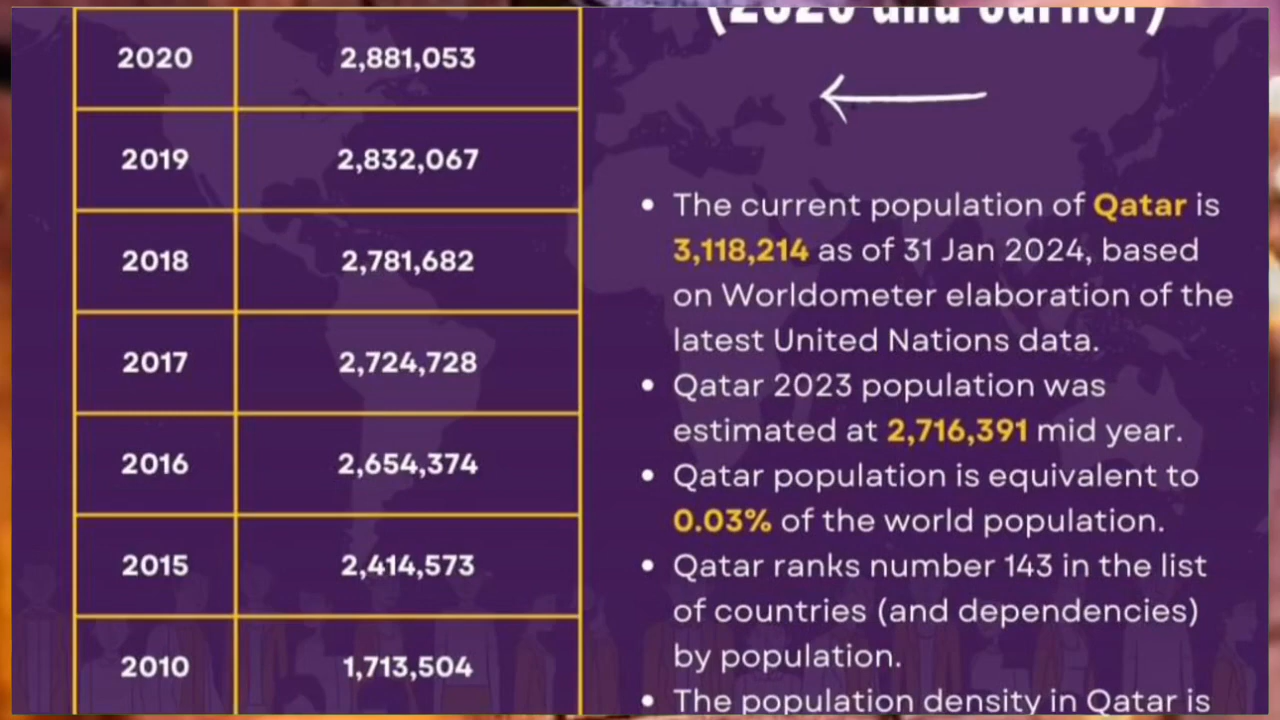 (2020 and earlier)
2020 2,881,053
2019 2,832,067
2018 2,781,682
2017 2,724,728
2016 2,654,374
2015 2,414,573
2010 1,713,504
• The current population of Qatar is
3,118,214 as of 31 Jan 2024, based
on Worldometer elaboration of the
latest United Nations data.
• Qatar 2023 population was
estimated at 2,716,391 mid year.
• Qatar population is equivalent to
0.03% of the world population.
• Qatar ranks number 143 in the list
of countries (and dependencies)
by population.
• The population density in Qatar is